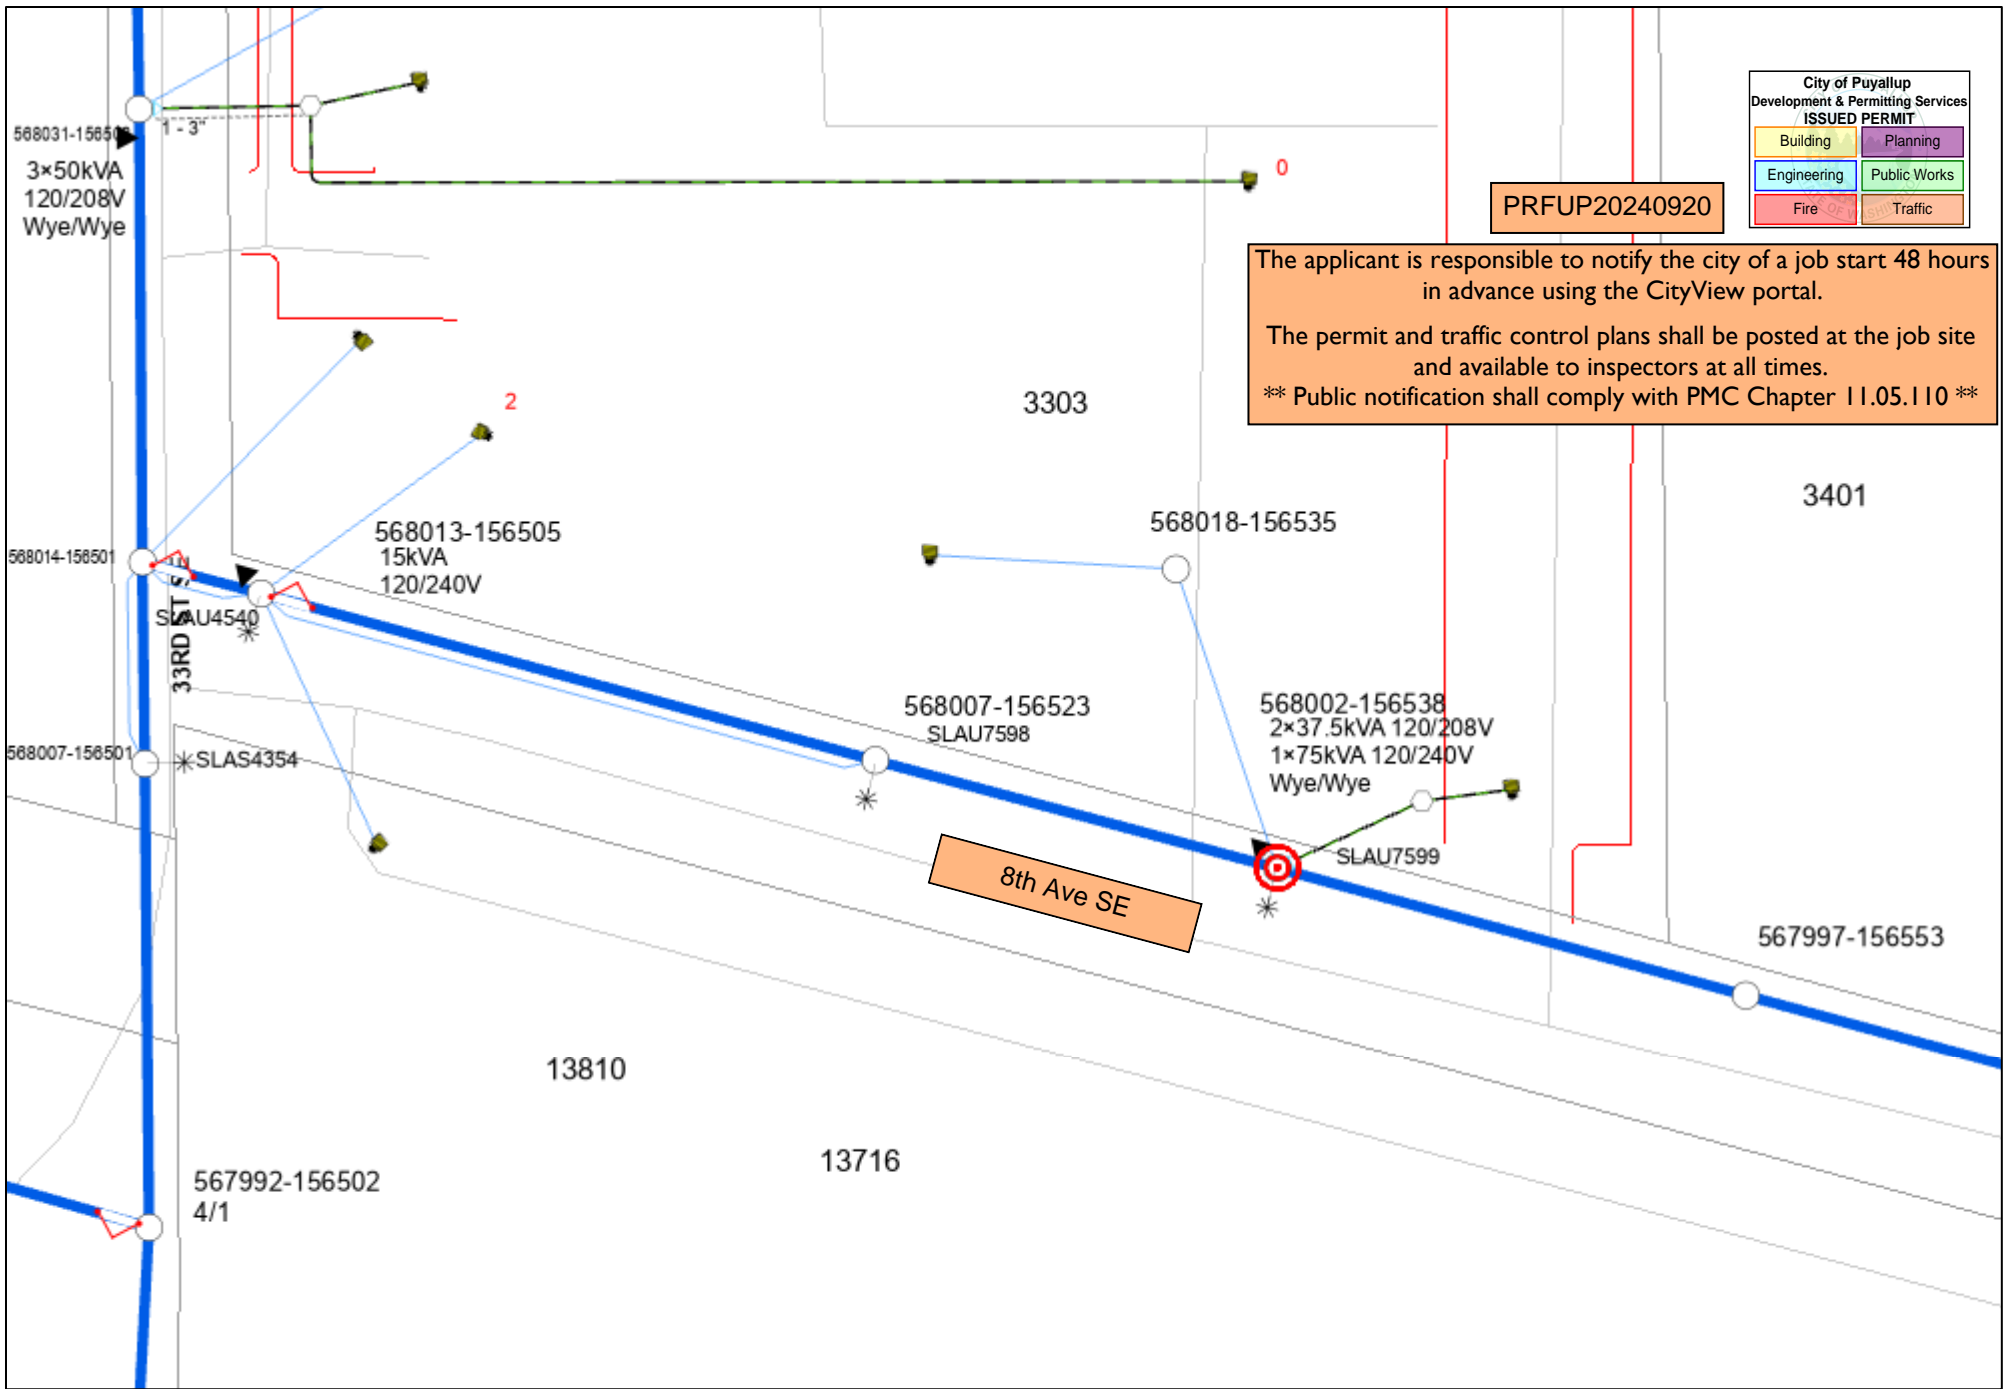 City of Puyallup
Development & Permitting Services
ISSUED PERMIT
Building
Planning
Engineering
Public Works
Fire
Traffic
OF WASHI
1 - 3"
3×50kVA
120/208V
Wye/Wye
0
PRFUP20240920
The applicant is responsible to notify the city of a job start 48 hours
in advance using the CityView portal.
The permit and traffic control plans shall be posted at the job site
and available to inspectors at all times.
** Public notification shall comply with PMC Chapter 11.05.110 **
2
3303
3401
568013-156505
15kVA
120/240V
568018-156535
568014-156501
SLAU4540
33RD ST SE
568007-156523
SLAU7598
568002-156538
2×37.5kVA 120/208V
1×75kVA 120/240V
Wye/Wye
568007-156501
SLAS4354
SLAU7599
8th Ave SE
567997-156553
13810
13716
567992-156502
4/1